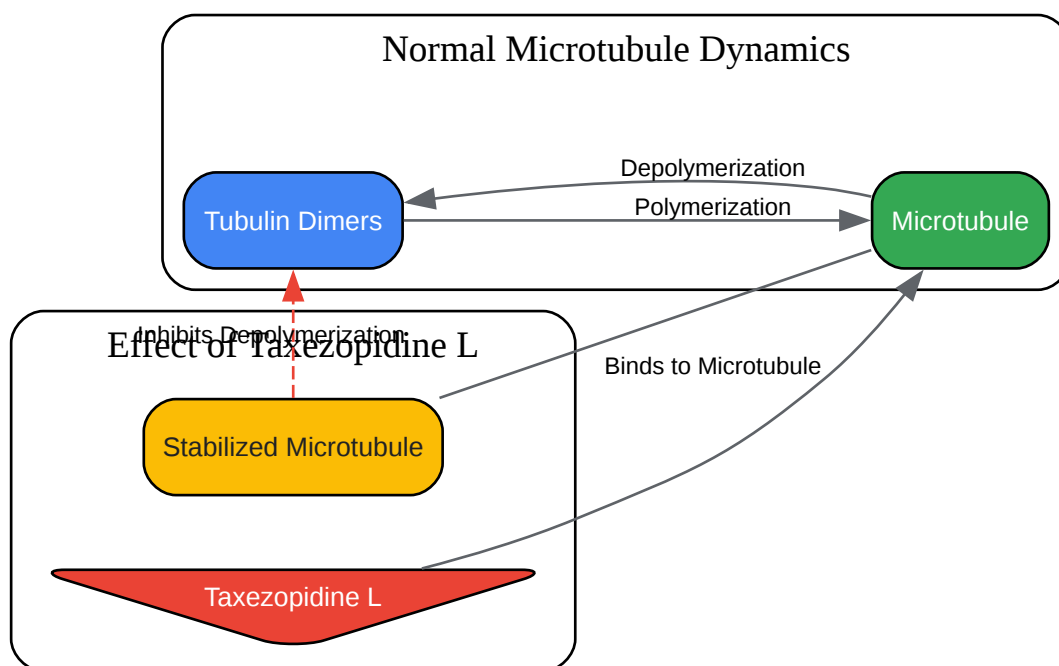 Normal Microtubule Dynamics
Depolymerization
Polymerization
Tubulin Dimers
Microtubule
Inhibits Depolymerization
Effect of Taxezopidine L
Binds to Microtubule
Stabilized Microtubule
Taxezopidine L